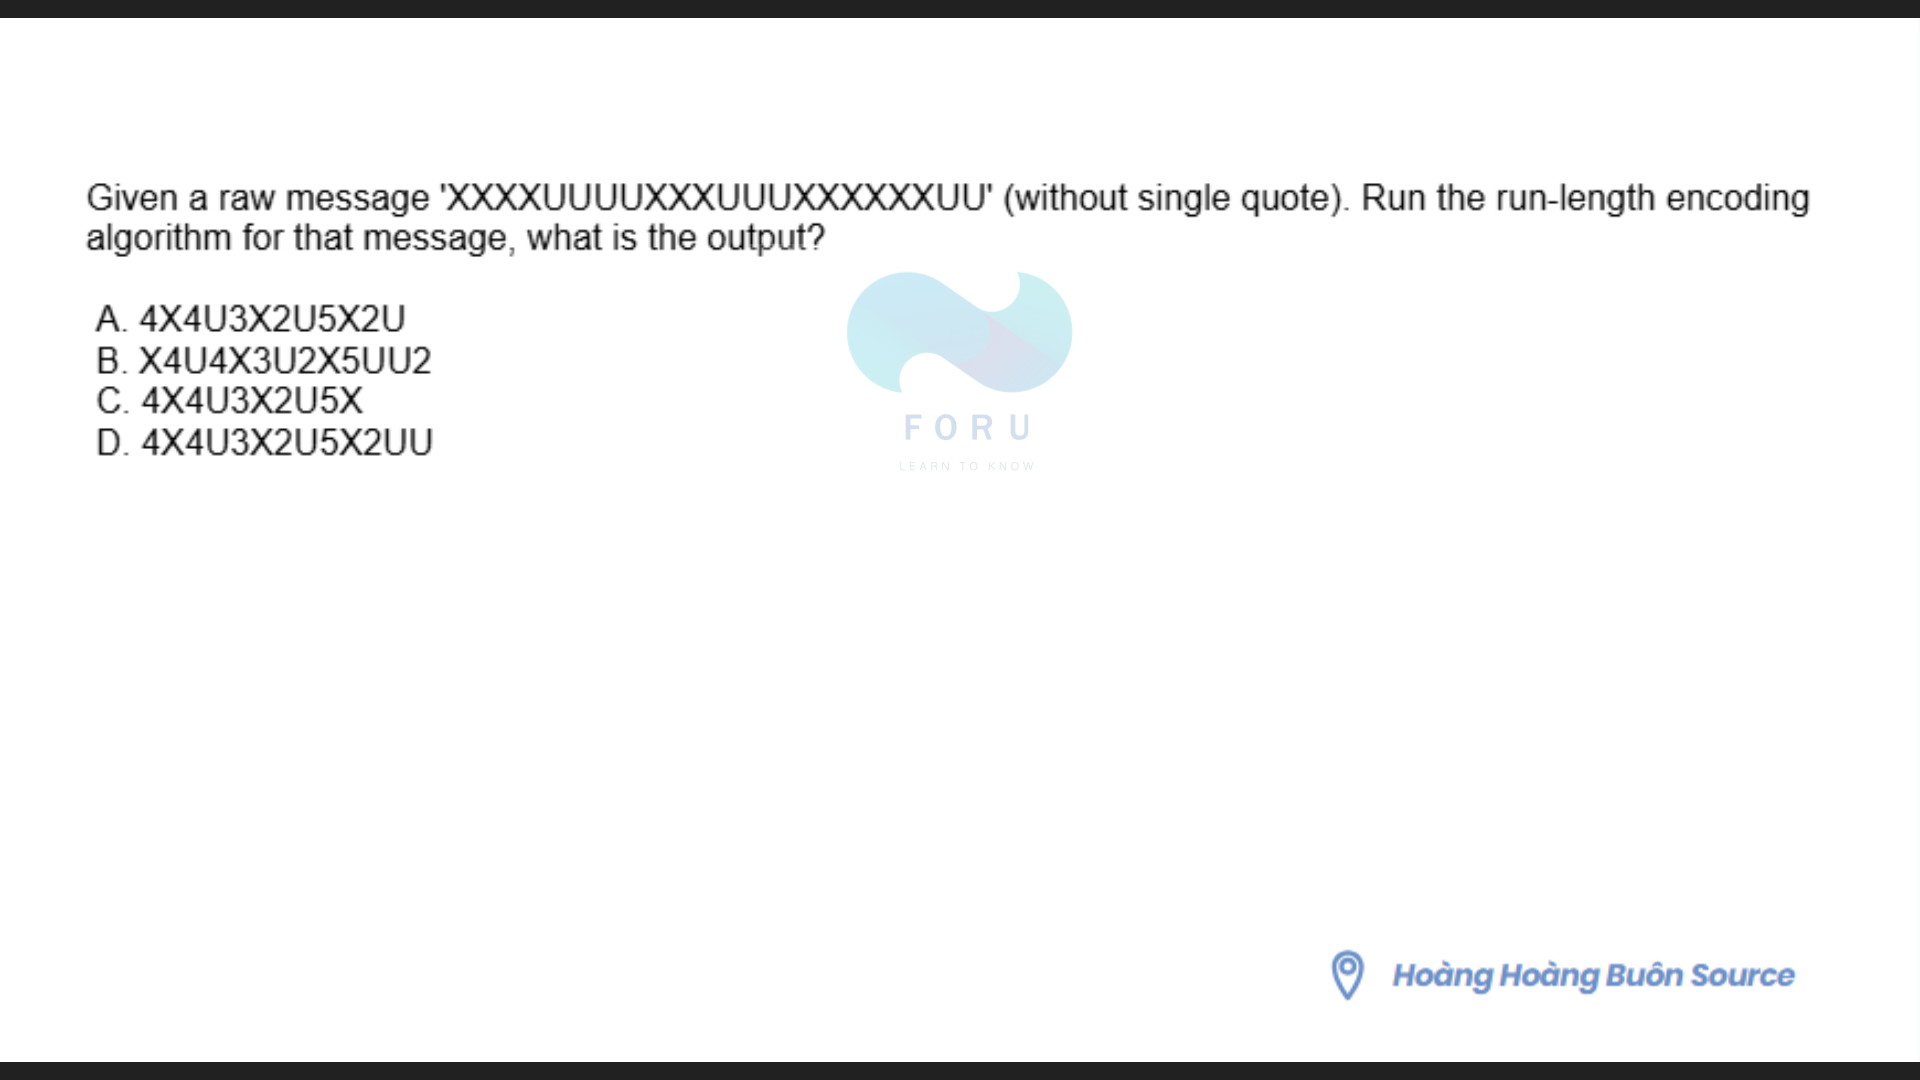 Given a raw message 'XXXXUUUUXXXUUUXXXXXXUU' (without single quote). Run the run-length encoding
algorithm for that message, what is the output?
A. 4X4U3X2U5X2U
B. X4U4X3U2X5UU2
C. 4X4U3X2U5X
D. 4X4U3X2U5X2UU
FORU
LEARN TO KNOW
Hoàng Hoàng Buôn Source